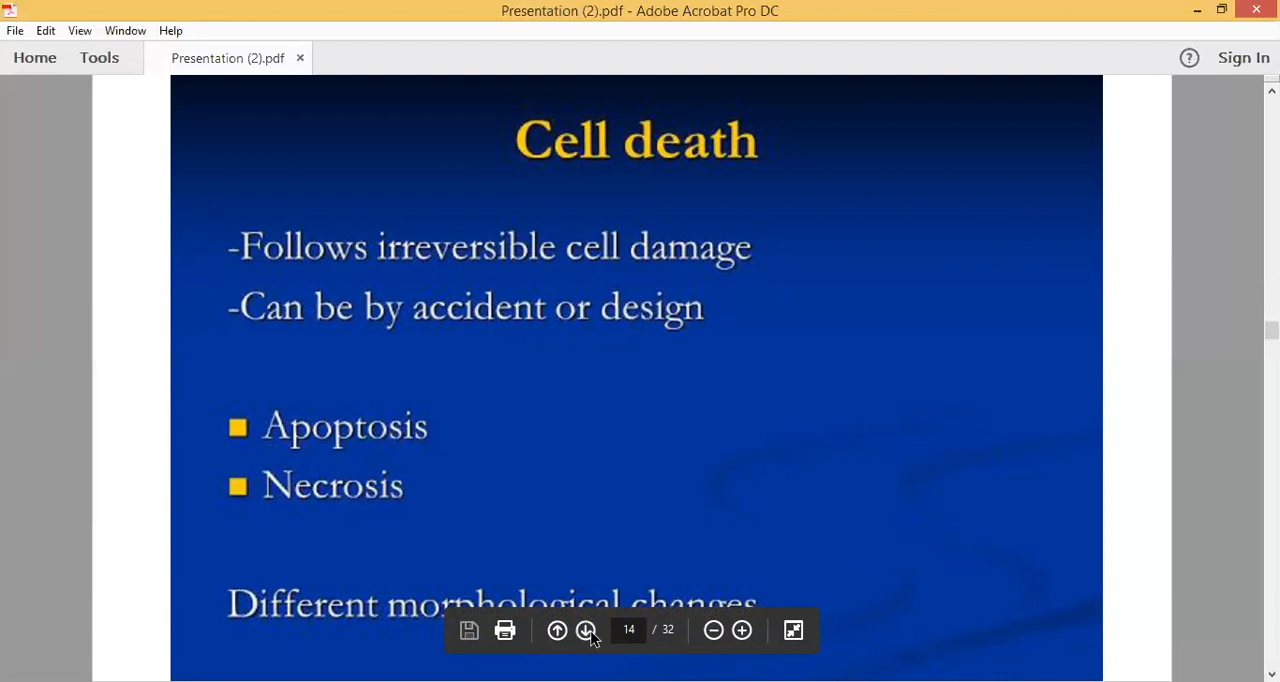 Presentation (2).pdf - Adobe Acrobat Pro DC
File Edit View Window Help
Home Tools Presentation (2).pdf × ? Sign In
Cell death
-Follows irreversible cell damage
-Can be by accident or design
Apoptosis
Necrosis
Different morphological changes
14 / 32